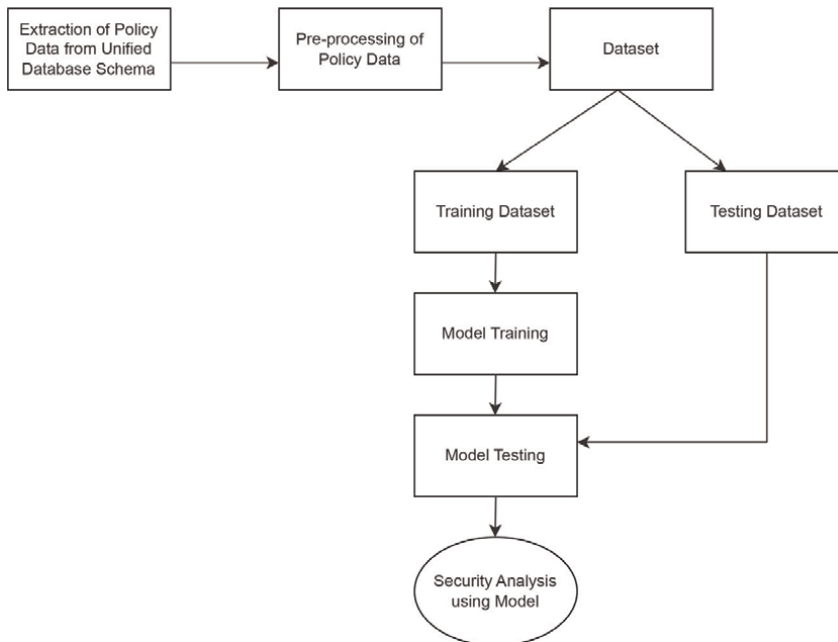 Extraction of Policy
Data from Unified
Database Schema
Pre-processing of
Policy Data
Dataset
Training Dataset
Testing Dataset
Model Training
Model Testing
Security Analysis
using Model